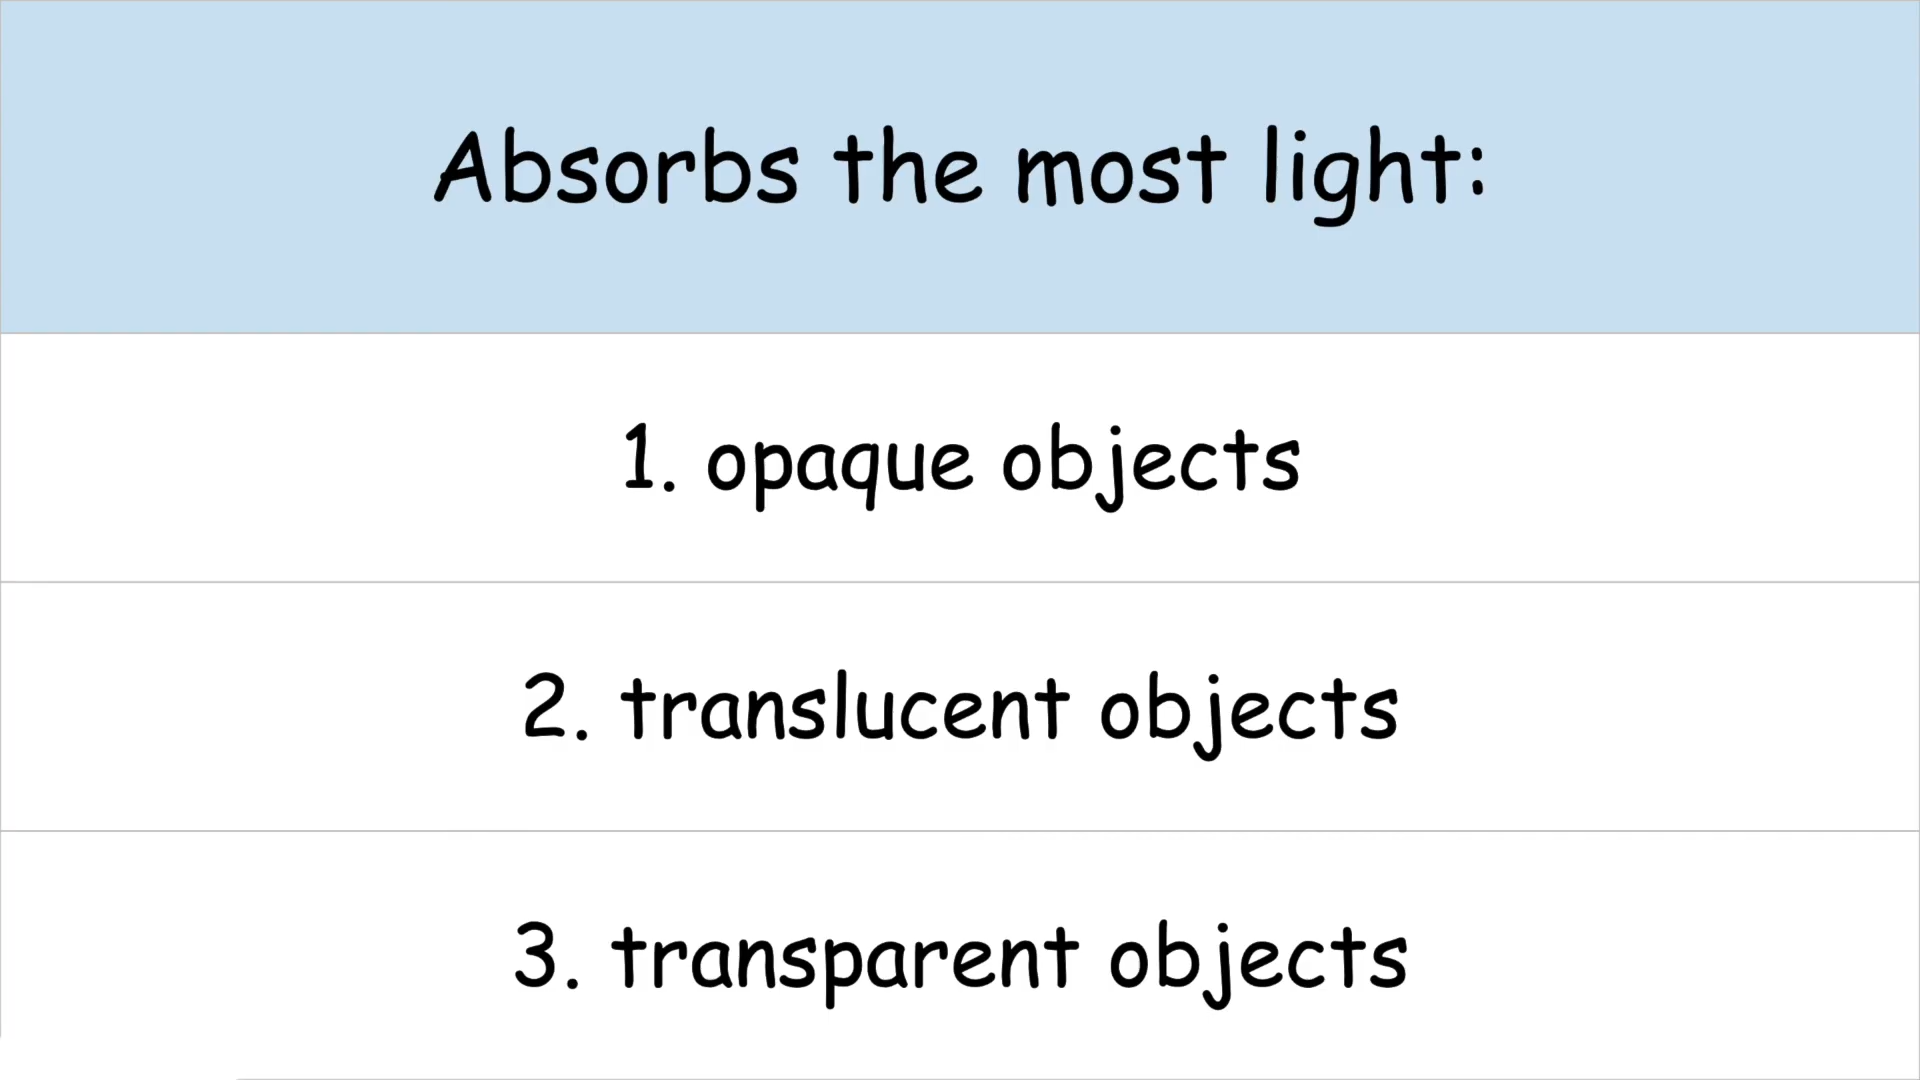 Absorbs the most light:
1. opaque objects
2. translucent objects
3. transparent objects